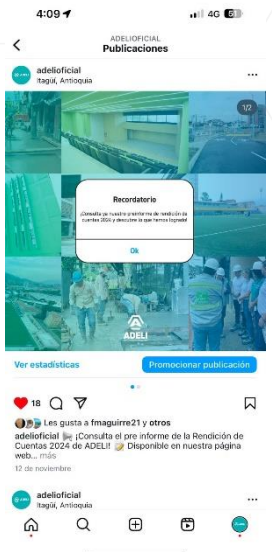 4:09
4G
ADELIOFICIAL
Publicaciones
adelioficial
Itagüí, Antioquia
1/2
Recordatorio
¡Consulta ya nuestro preinforme de rendición de
cuentas 2024 y descubre lo que hemos logrado!
Ok
ADELI
Ver estadísticas
Promocionar publicación
18
Les gusta a fmaguirre21 y otros
adelioficial ¡Consulta el pre informe de la Rendición de
Cuentas 2024 de ADELI! Disponible en nuestra página
web... más
12 de noviembre
adelioficial
Itagüí, Antioquia